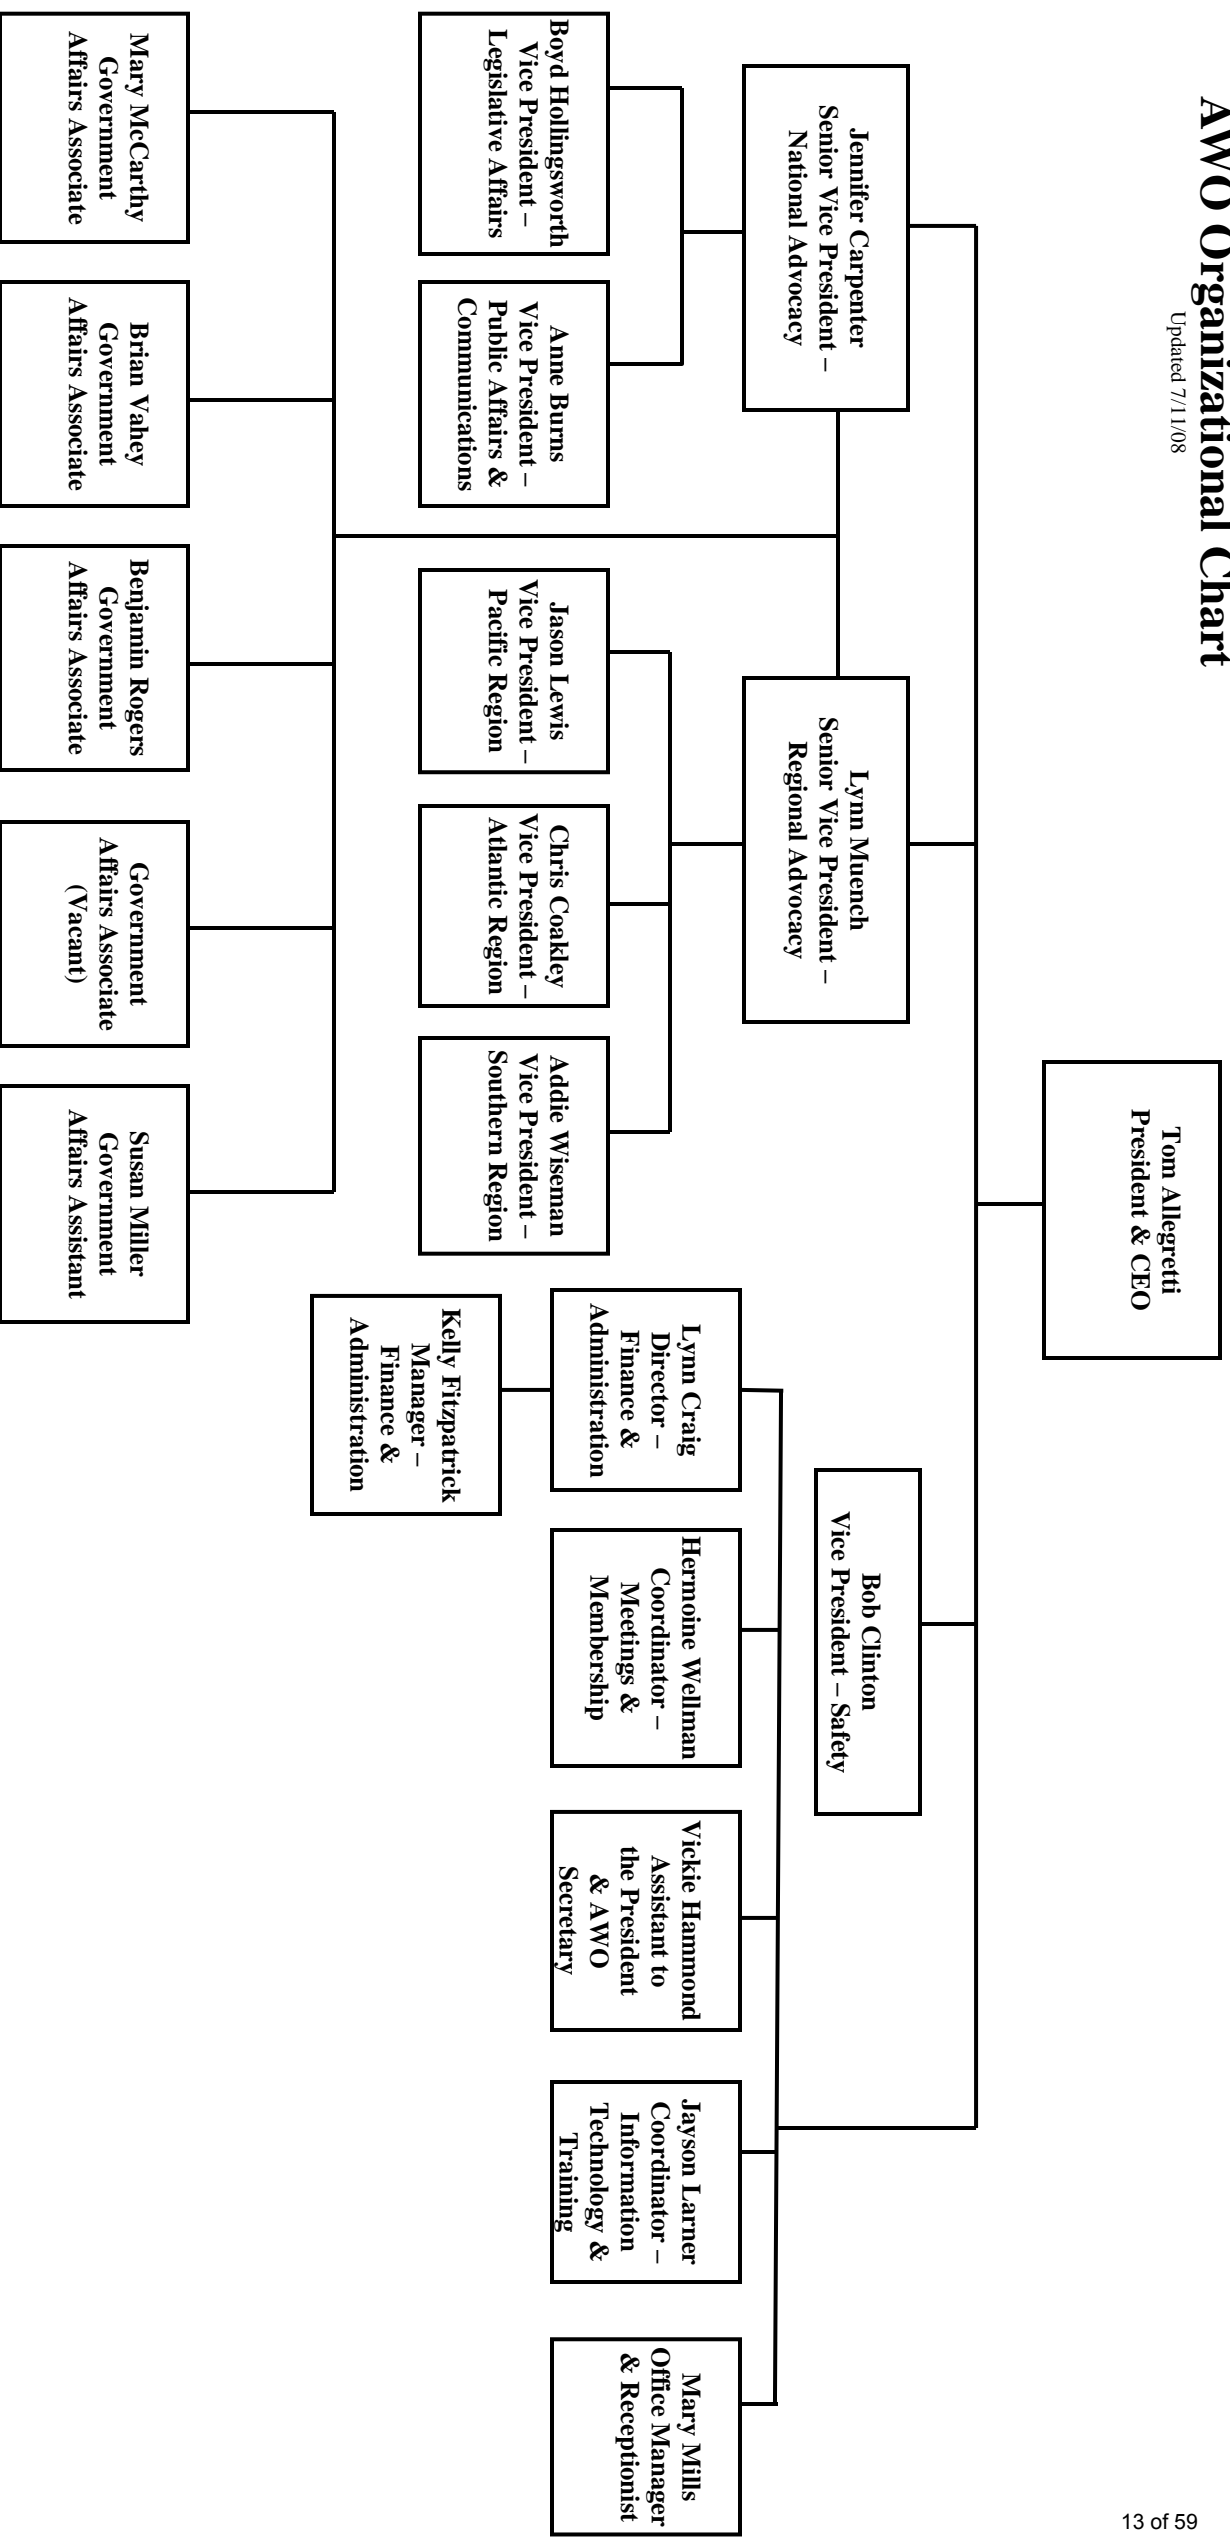 AWO Organizational Chart
Updated 7/11/08
Tom Allegretti
President & CEO
Jennifer Carpenter
Senior Vice President –
National Advocacy
Lynn Muench
Senior Vice President –
Regional Advocacy
Bob Clinton
Vice President – Safety
Boyd Hollingsworth
Vice President –
Legislative Affairs
Anne Burns
Vice President –
Public Affairs &
Communications
Jason Lewis
Vice President –
Pacific Region
Chris Coakley
Vice President –
Atlantic Region
Addie Wiseman
Vice President –
Southern Region
Lynn Craig
Director –
Finance &
Administration
Hermoine Wellman
Coordinator –
Meetings &
Membership
Vickie Hammond
Assistant to
the President
& AWO
Secretary
Jayson Larner
Coordinator –
Information
Technology &
Training
Mary Mills
Office Manager
& Receptionist
Kelly Fitzpatrick
Manager –
Finance &
Administration
Mary McCarthy
Government
Affairs Associate
Brian Vahey
Government
Affairs Associate
Benjamin Rogers
Government
Affairs Associate
Government
Affairs Associate
(Vacant)
Susan Miller
Government
Affairs Assistant
13 of 59